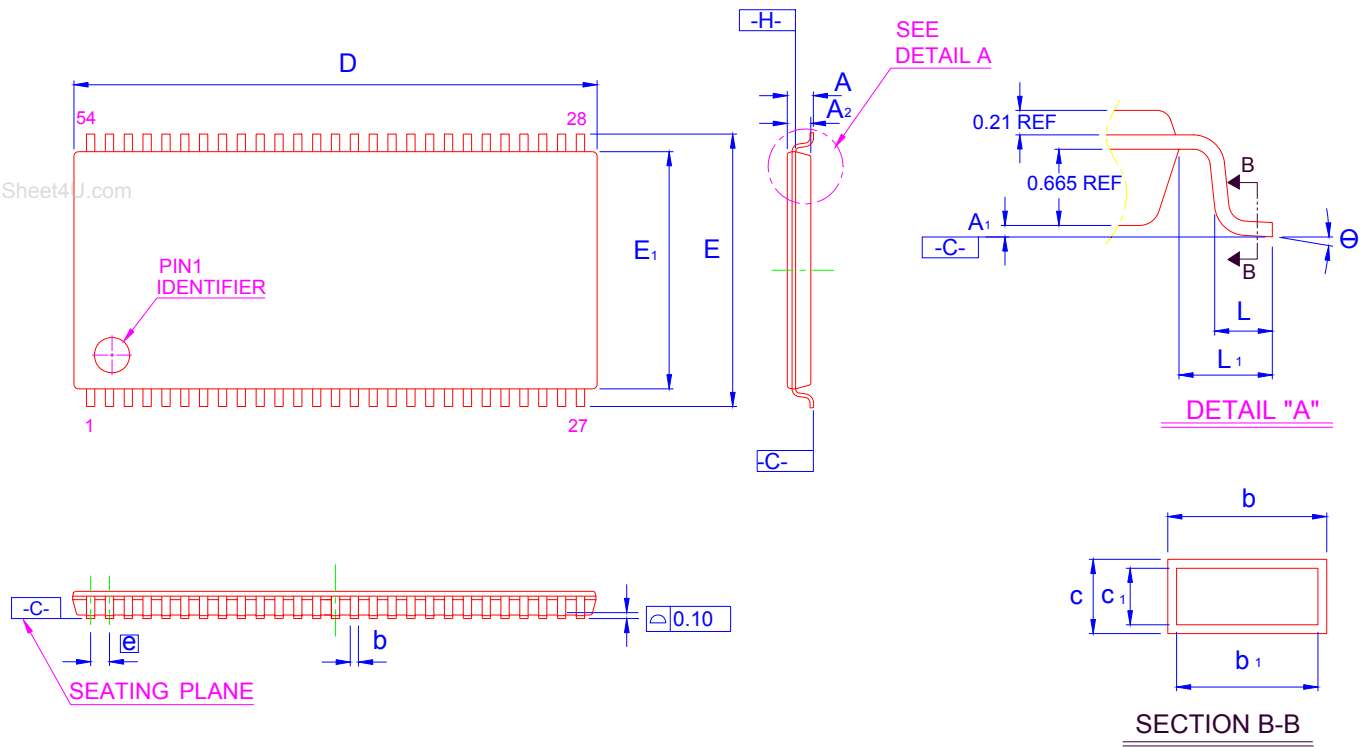 -H-
SEE
DETAIL A
D
A
A2
54
28
0.21 REF
B
Sheet4U.com
0.665 REF
A1
-C-
θ
E1
E
B
PIN1
IDENTIFIER
L
L1
1
27
DETAIL "A"
-C-
b
c
c1
-C-
0.10
e
b
b1
SEATING PLANE
SECTION B-B